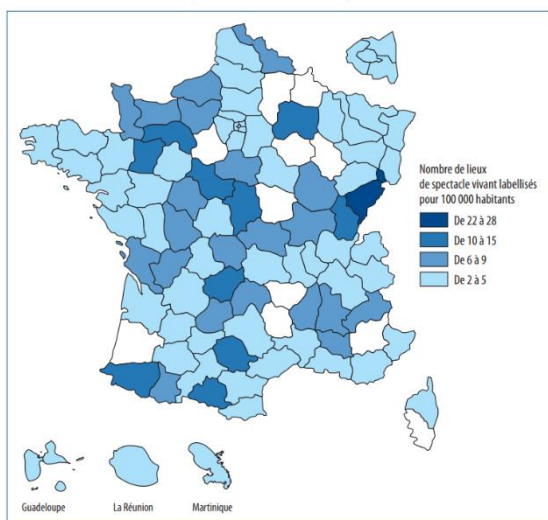 Nombre de lieux
de spectacle vivant labellisés
pour 100 000 habitants
De 22 à 28
De 10 à 15
De 6 à 9
De 2 à 5
Guadeloupe
La Réunion
Martinique